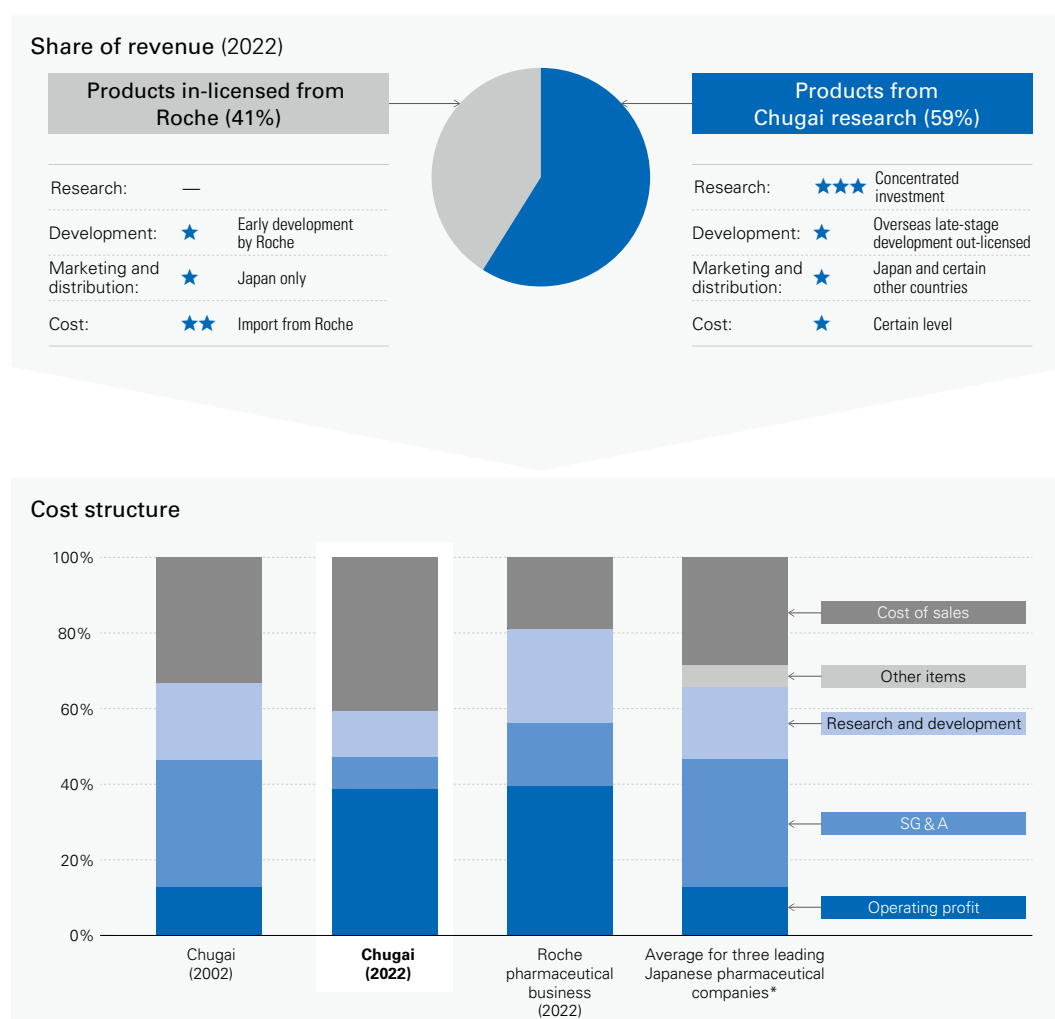 Share of revenue (2022)
Products in-licensed from
Roche (41%)
Research: —
Development: ★ Early development
by Roche
Marketing and
distribution: ★ Japan only
Cost: ★★ Import from Roche
Products from
Chugai research (59%)
Research: ★★★ Concentrated
investment
Development: ★ Overseas late-stage
development out-licensed
Marketing and
distribution: ★ Japan and certain
other countries
Cost: ★ Certain level
Cost structure
100%
80%
60%
40%
20%
0%
Cost of sales
Other items
Research and development
SG & A
Operating profit
Chugai
(2002)
Chugai
(2022)
Roche
pharmaceutical
business
(2022)
Average for three leading
Japanese pharmaceutical
companies*